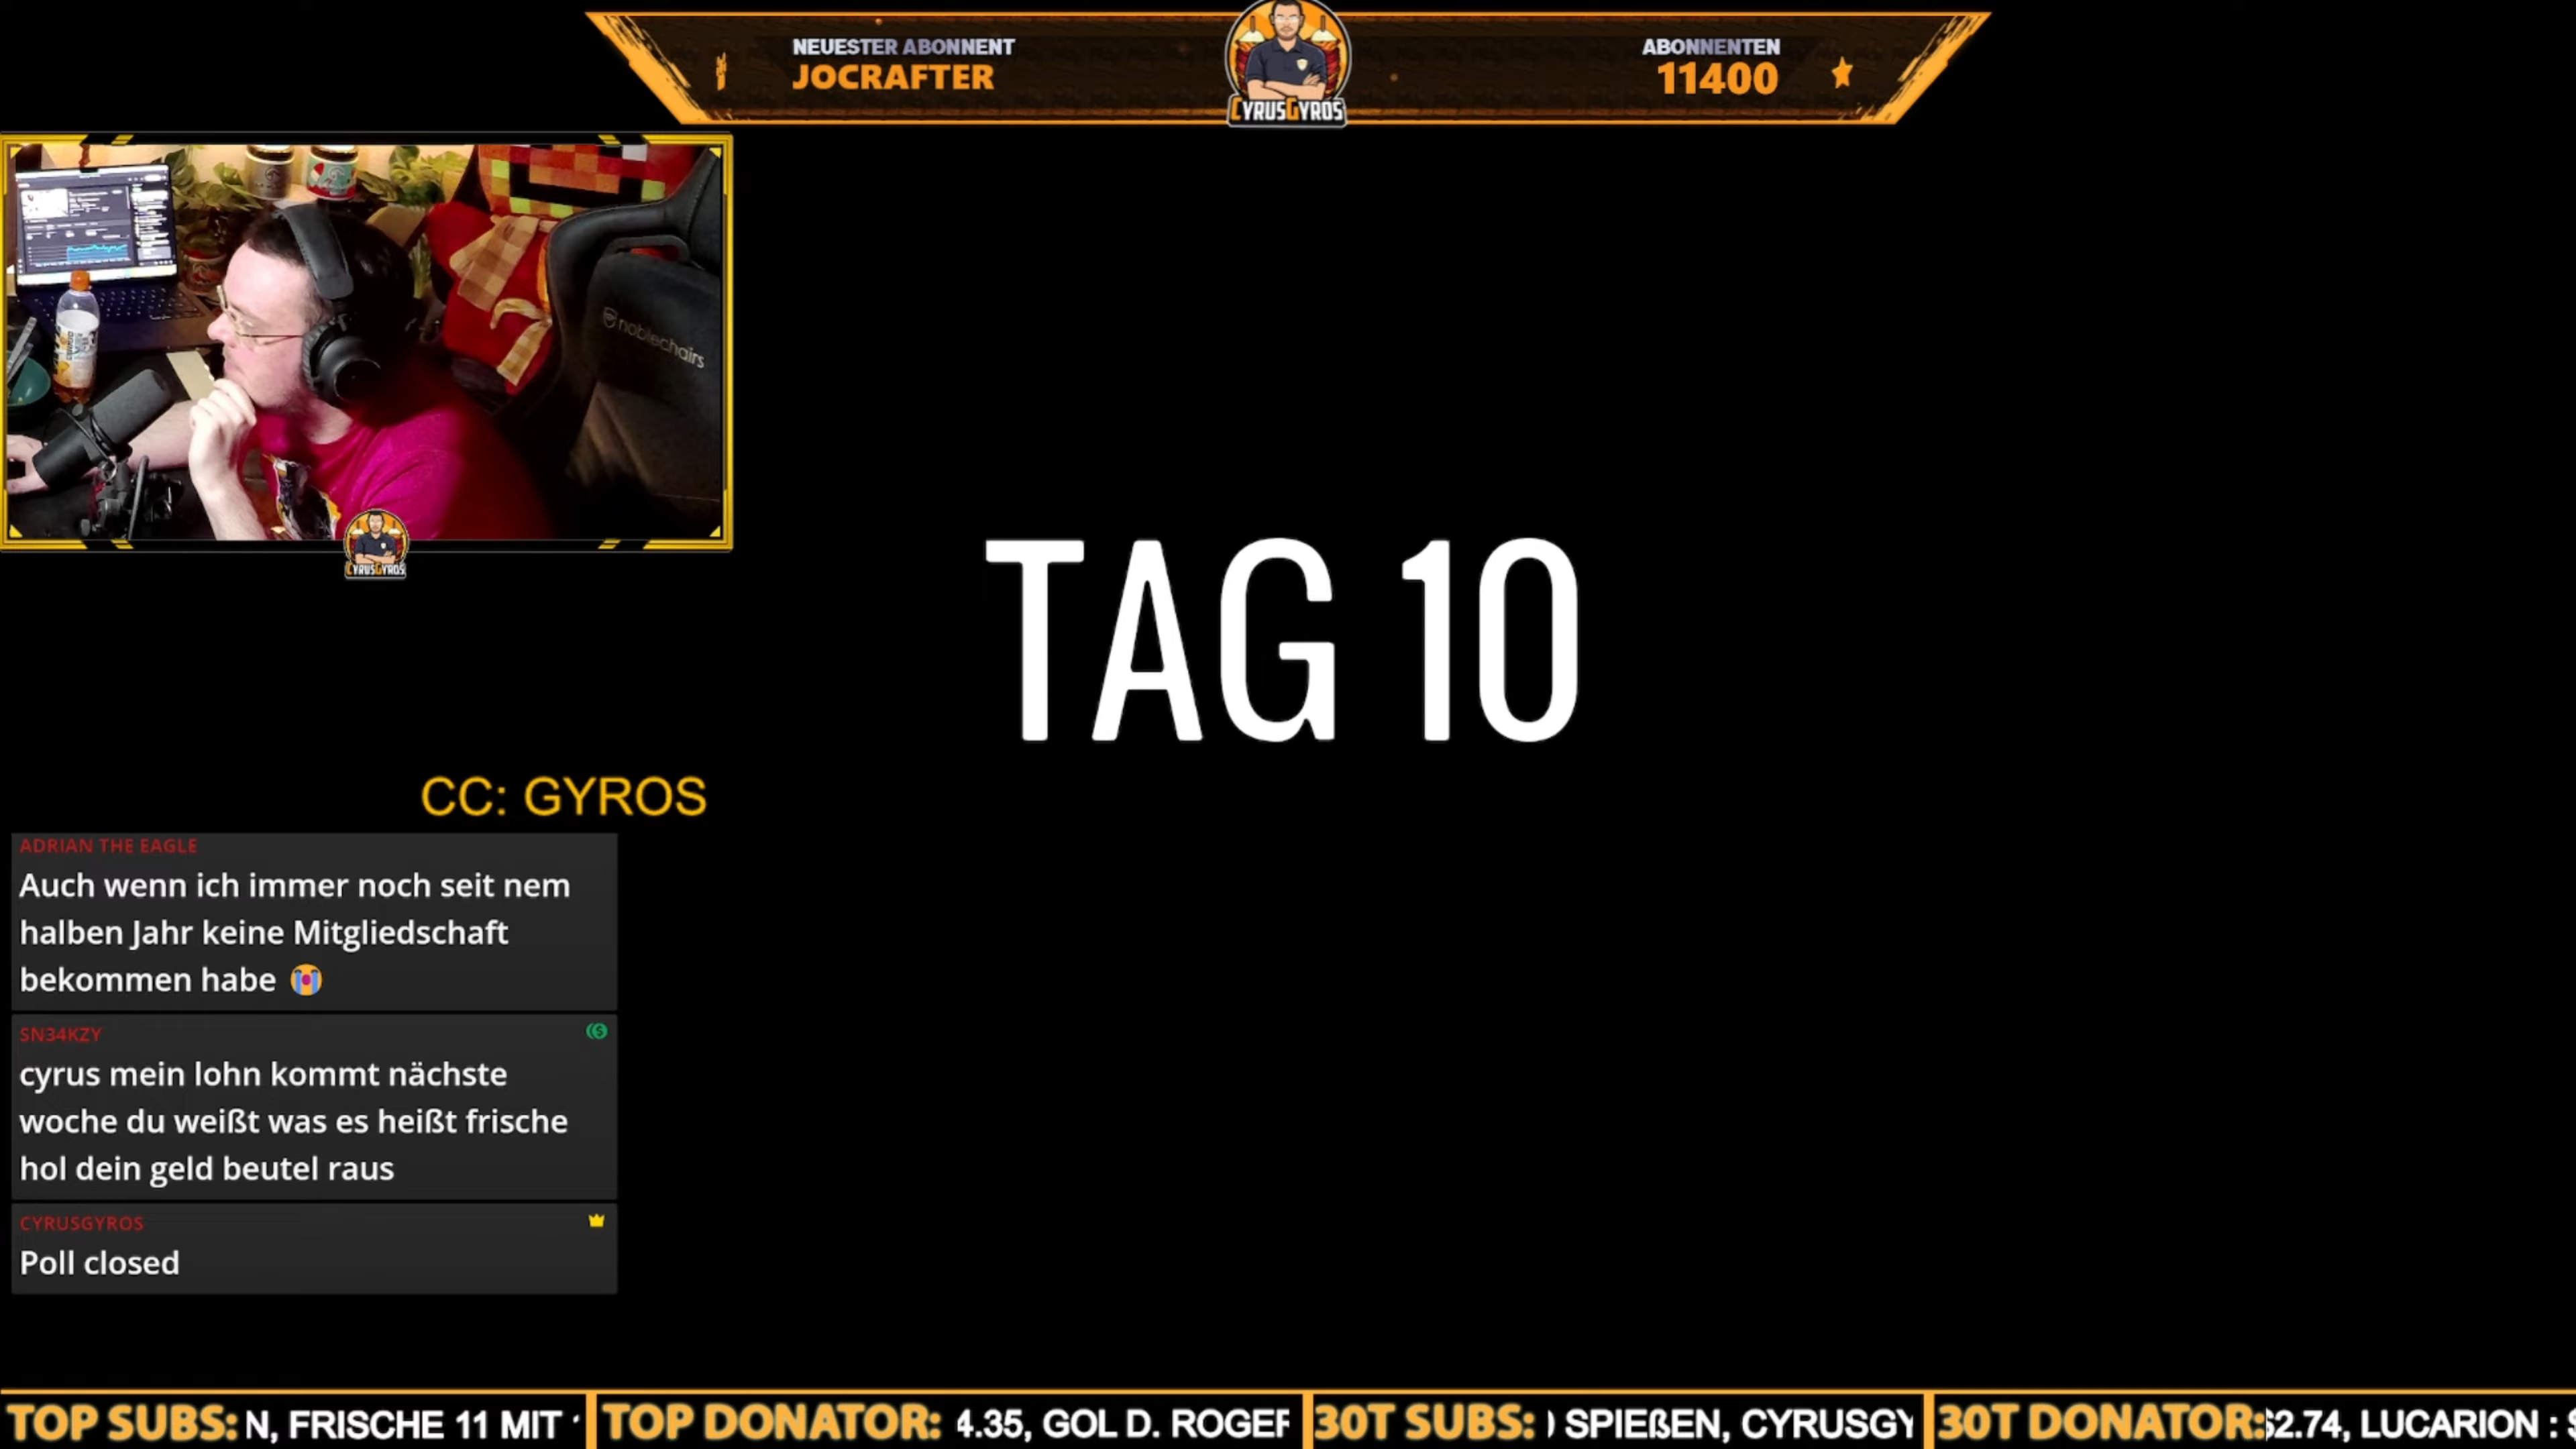 NEUESTER ABONNENT
JOCRAFTER
CYRUSGYROS
ABONNENTEN
11400
noblechairs
CYRUSGYROS
TAG 10
CC: GYROS
ADRIAN THE EAGLE
Auch wenn ich immer noch seit nem
halben Jahr keine Mitgliedschaft
bekommen habe 😭
SN34KZY
cyrus mein lohn kommt nächste
woche du weißt was es heißt frische
hol dein geld beutel raus
CYRUSGYROS
Poll closed
TOP SUBS: N, FRISCHE 11 MIT
TOP DONATOR: 4.35, GOL D. ROGER
30T SUBS: SPIEßEN, CYRUSGY
30T DONATOR: $2.74, LUCARION :